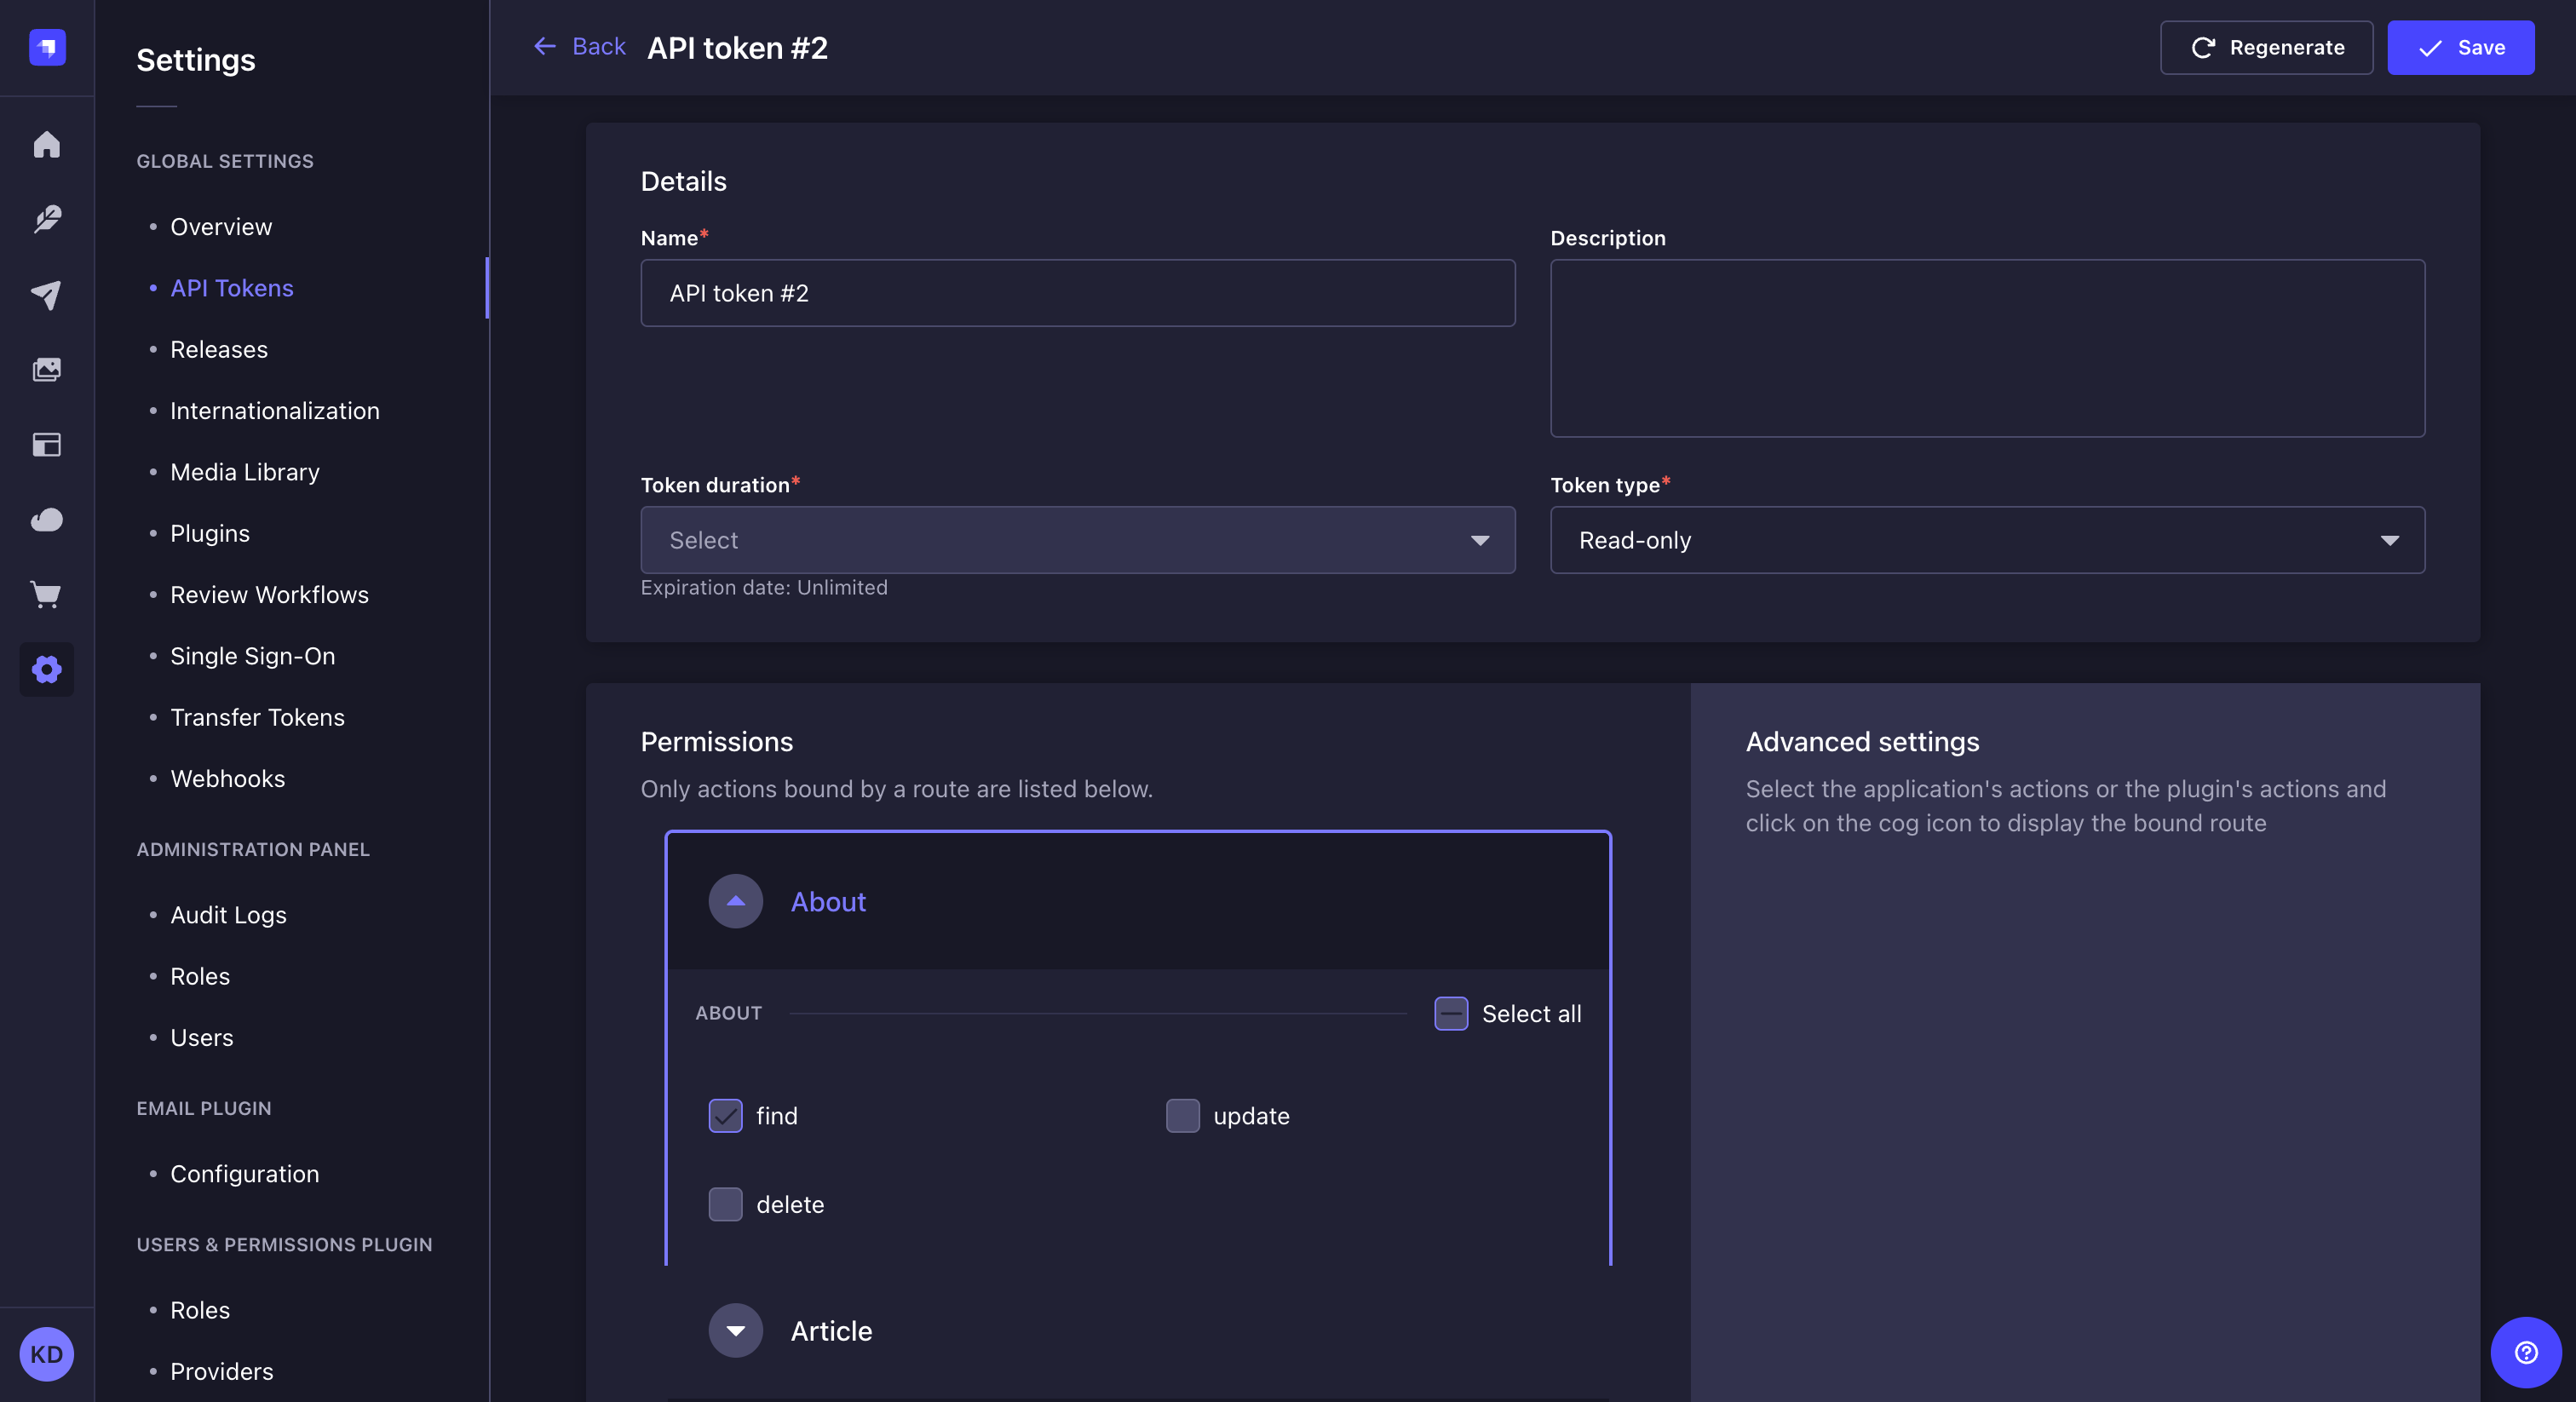 Settings
GLOBAL SETTINGS
Overview
API Tokens
Releases
Internationalization
Media Library
Plugins
Review Workflows
Single Sign-On
Transfer Tokens
Webhooks
ADMINISTRATION PANEL
Audit Logs
Roles
Users
EMAIL PLUGIN
Configuration
USERS & PERMISSIONS PLUGIN
Roles
Providers
KD
Back
API token #2
Regenerate
Save
Details
Name*
API token #2
Description
Token duration*
Select
Expiration date: Unlimited
Token type*
Read-only
Permissions
Only actions bound by a route are listed below.
About
ABOUT
Select all
find
update
delete
Article
Advanced settings
Select the application's actions or the plugin's actions and
click on the cog icon to display the bound route